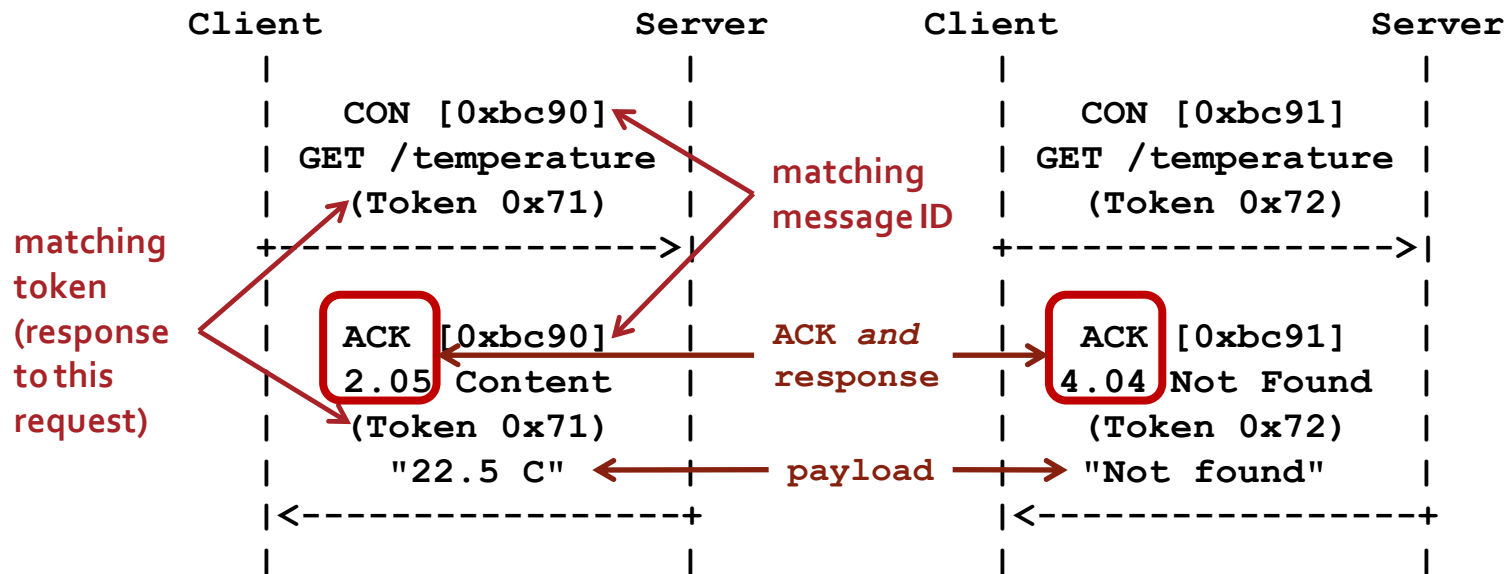 Client Server Client Server
CON [0xbc90]
GET /temperature
(Token 0x71)
matching
message ID
CON [0xbc91]
GET /temperature
(Token 0x72)
matching
token
(response
to this
request)
ACK [0xbc90]
2.05 Content
(Token 0x71)
"22.5 C"
ACK and
response
payload
ACK [0xbc91]
4.04 Not Found
(Token 0x72)
"Not found"